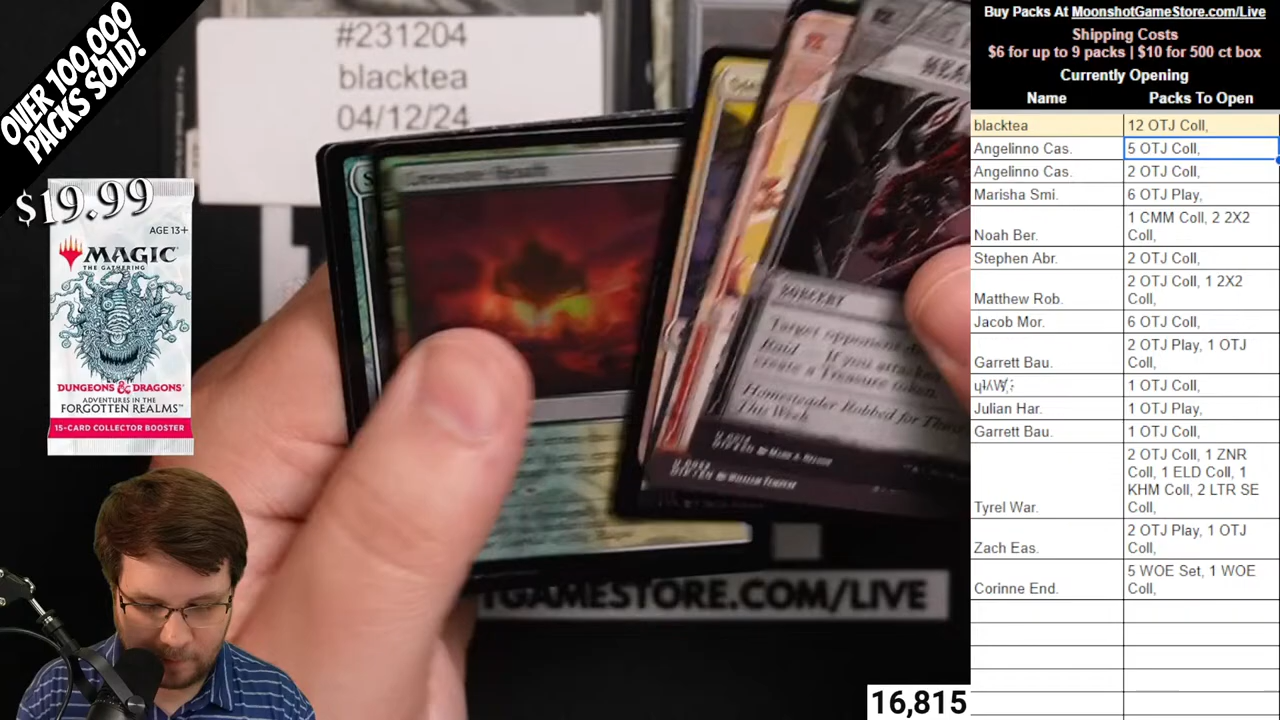 OVER 100,000
PACKS SOLD!
#231204
blacktea
04/12/24
$19.99
AGE 13+
MAGIC
THE GATHERING
DUNGEONS & DRAGONS
ADVENTURES IN THE
FORGOTTEN REALMS™
15-CARD COLLECTOR BOOSTER
SORCERY
Target opponent
Raid If you attacked
create a Treasure token.
Homesteader Robbed for Third
This Week
GAMESTORE.COM/LIVE
16,815
Buy Packs At MoonshotGameStore.com/Live
Shipping Costs
$6 for up to 9 packs | $10 for 500 ct box
Currently Opening
Name Packs To Open
blacktea 12 OTJ Coll,
Angelinno Cas. 5 OTJ Coll,
Angelinno Cas. 2 OTJ Coll,
Marisha Smi. 6 OTJ Play,
Noah Ber. 1 CMM Coll, 2 2X2
Coll,
Stephen Abr. 2 OTJ Coll,
Matthew Rob. 2 OTJ Coll, 1 2X2
Coll,
Jacob Mor. 6 OTJ Coll,
Garrett Bau. 2 OTJ Play, 1 OTJ
Coll,
1 OTJ Coll,
Julian Har. 1 OTJ Play,
Garrett Bau. 1 OTJ Coll,
Tyrel War. 2 OTJ Coll, 1 ZNR
Coll, 1 ELD Coll, 1
KHM Coll, 2 LTR SE
Coll,
Zach Eas. 2 OTJ Play, 1 OTJ
Coll,
Corinne End. 5 WOE Set, 1 WOE
Coll,